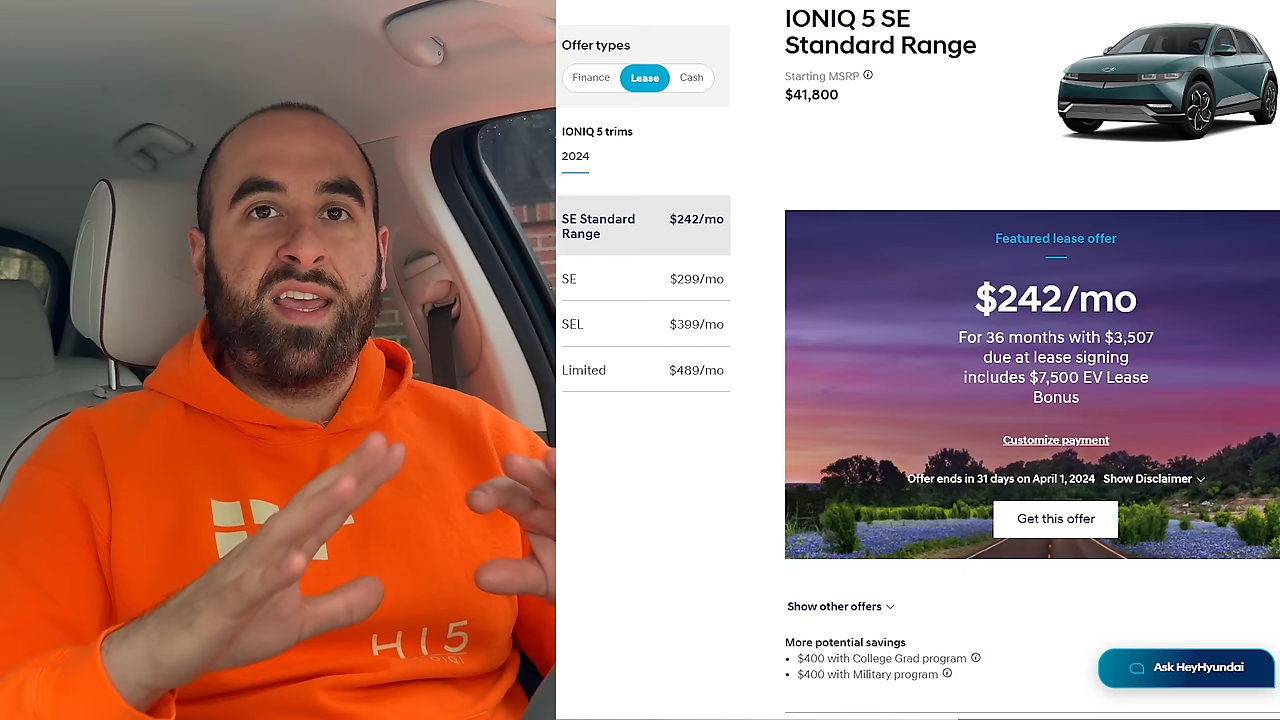 Offer types
Finance
Lease
Cash
IONIQ 5 trims
2024
SE Standard
Range
$242/mo
SE
$299/mo
SEL
$399/mo
Limited
$489/mo
IONIQ 5 SE
Standard Range
Starting MSRP
$41,800
Featured lease offer
$242/mo
For 36 months with $3,507
due at lease signing
includes $7,500 EV Lease
Bonus
Customize payment
Offer ends in 31 days on April 1, 2024 Show Disclaimer
Get this offer
Show other offers
More potential savings
• $400 with College Grad program
• $400 with Military program
Ask HeyHyundai
HI5
IONIQ